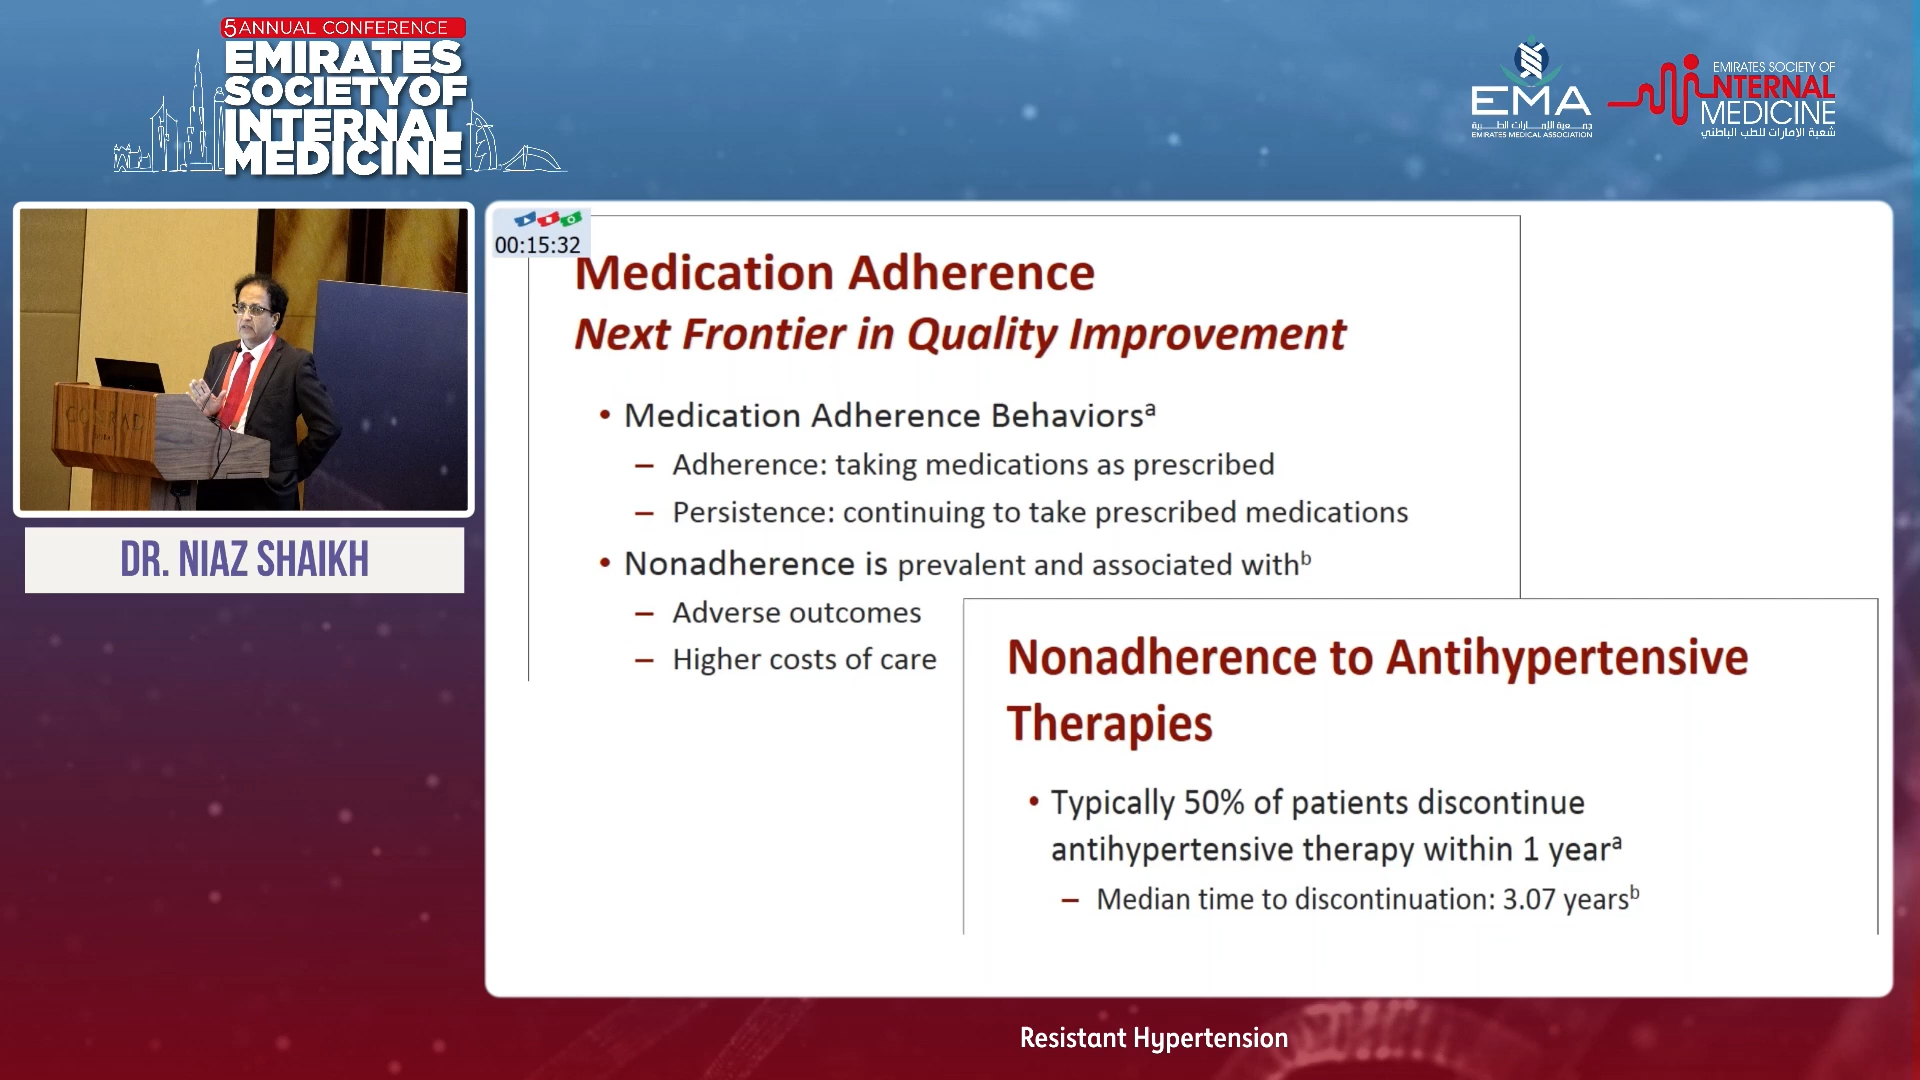 5 ANNUAL CONFERENCE
EMIRATES
SOCIETY OF
INTERNAL
MEDICINE
EMA
جمعية الإمارات الطبية
EMIRATES MEDICAL ASSOCIATION
EMIRATES SOCIETY OF
INTERNAL
MEDICINE
شعبة الامارات للطب الباطني
CONRAD
DR. NIAZ SHAIKH
00:15:32
Medication Adherence
Next Frontier in Quality Improvement
• Medication Adherence Behaviorsᵃ
– Adherence: taking medications as prescribed
– Persistence: continuing to take prescribed medications
• Nonadherence is prevalent and associated withᵇ
– Adverse outcomes
– Higher costs of care
Nonadherence to Antihypertensive
Therapies
• Typically 50% of patients discontinue
antihypertensive therapy within 1 yearᵃ
– Median time to discontinuation: 3.07 yearsᵇ
Resistant Hypertension